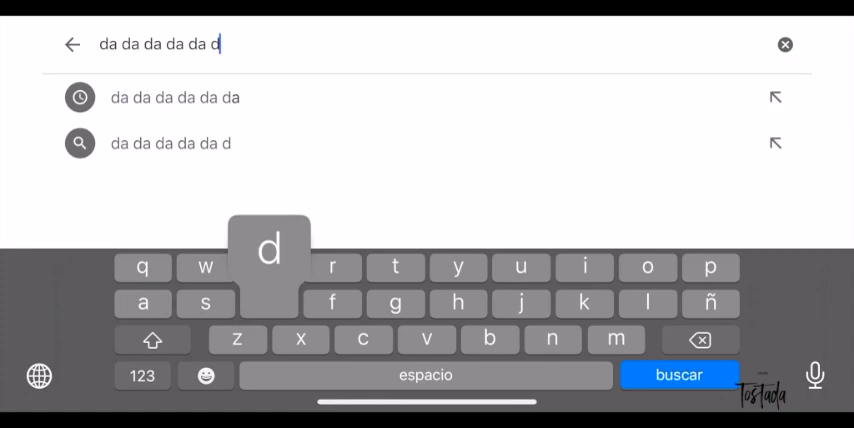 da da da da da d
da da da da da da
da da da da da d
d
q w r t y u i o p
a s f g h j k l ñ
z x c v b n m
123 espacio buscar
Tostada